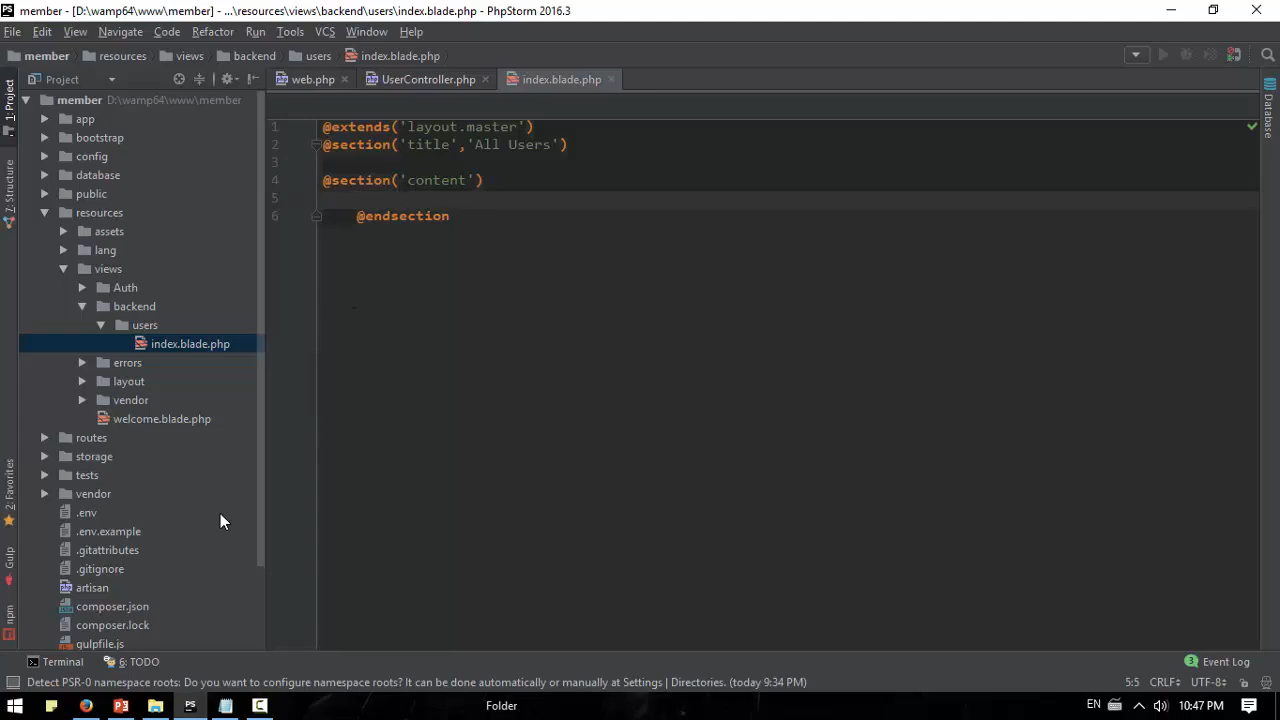 member - [D:\wamp64\www\member] - ...\resources\views\backend\users\index.blade.php - PhpStorm 2016.3
File Edit View Navigate Code Refactor Run Tools VCS Window Help
member resources views backend users index.blade.php
Project
web.php UserController.php index.blade.php
1: Project
7: Structure
2: Favorites
Gulp
npm
Database
member D:\wamp64\www\member
app
bootstrap
config
database
public
resources
assets
lang
views
Auth
backend
users
index.blade.php
errors
layout
vendor
welcome.blade.php
routes
storage
tests
vendor
.env
.env.example
.gitattributes
.gitignore
artisan
composer.json
composer.lock
gulpfile.js
1 @extends('layout.master')
2 @section('title','All Users')
3
4 @section('content')
5
6 @endsection
Terminal 6: TODO 3 Event Log
Detect PSR-0 namespace roots: Do you want to configure namespace roots? It can be done automatically or manually at Settings | Directories. (today 9:34 PM) 5:5 CRLF÷ UTF-8÷
Folder EN 10:47 PM